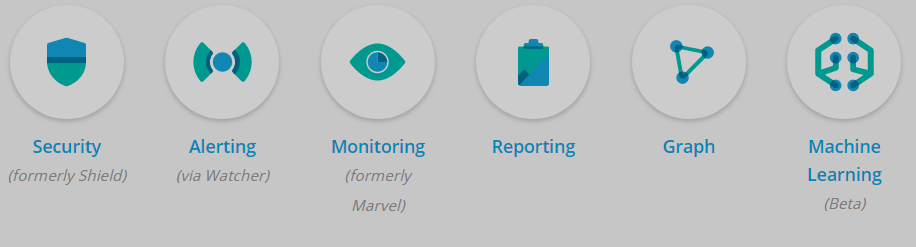 Security
(formerly Shield)
Alerting
(via Watcher)
Monitoring
(formerly
Marvel)
Reporting
Graph
Machine
Learning
(Beta)